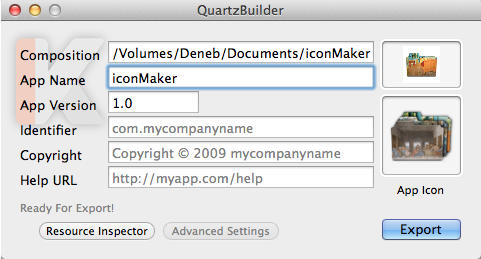 QuartzBuilder
Composition /Volumes/Deneb/Documents/iconMaker
App Name iconMaker
App Version 1.0
Identifier com.mycompanyname
Copyright Copyright © 2009 mycompanyname
Help URL http://myapp.com/help
App Icon
Ready For Export!
Resource Inspector Advanced Settings Export